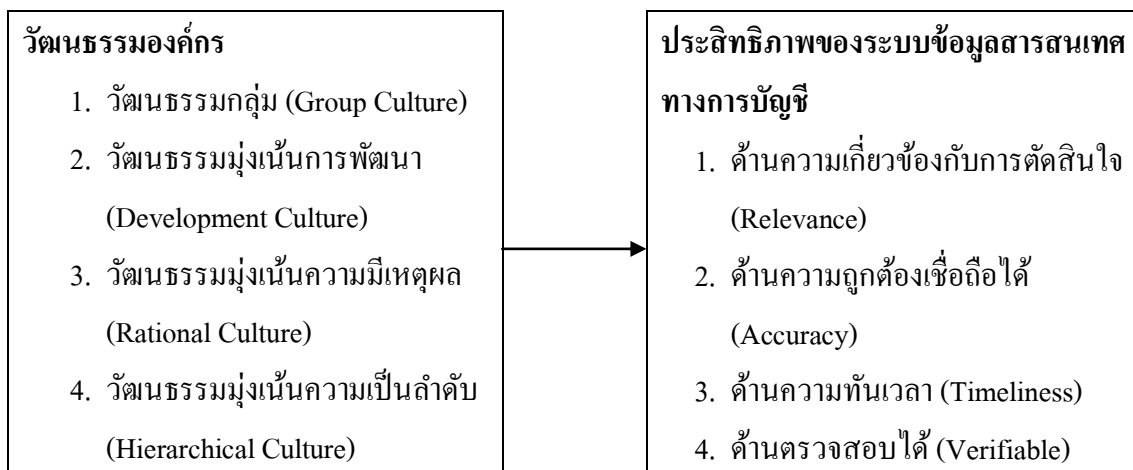 วัฒนธรรมองค์กร
1. วัฒนธรรมกลุ่ม (Group Culture)
2. วัฒนธรรมมุ่งเน้นการพัฒนา
(Development Culture)
3. วัฒนธรรมมุ่งเน้นความมีเหตุผล
(Rational Culture)
4. วัฒนธรรมมุ่งเน้นความเป็นลำดับ
(Hierarchical Culture)
ประสิทธิภาพของระบบข้อมูลสารสนเทศ
ทางการบัญชี
1. ด้านความเกี่ยวข้องกับการตัดสินใจ
(Relevance)
2. ด้านความถูกต้องเชื่อถือได้
(Accuracy)
3. ด้านความทันเวลา (Timeliness)
4. ด้านตรวจสอบได้ (Verifiable)